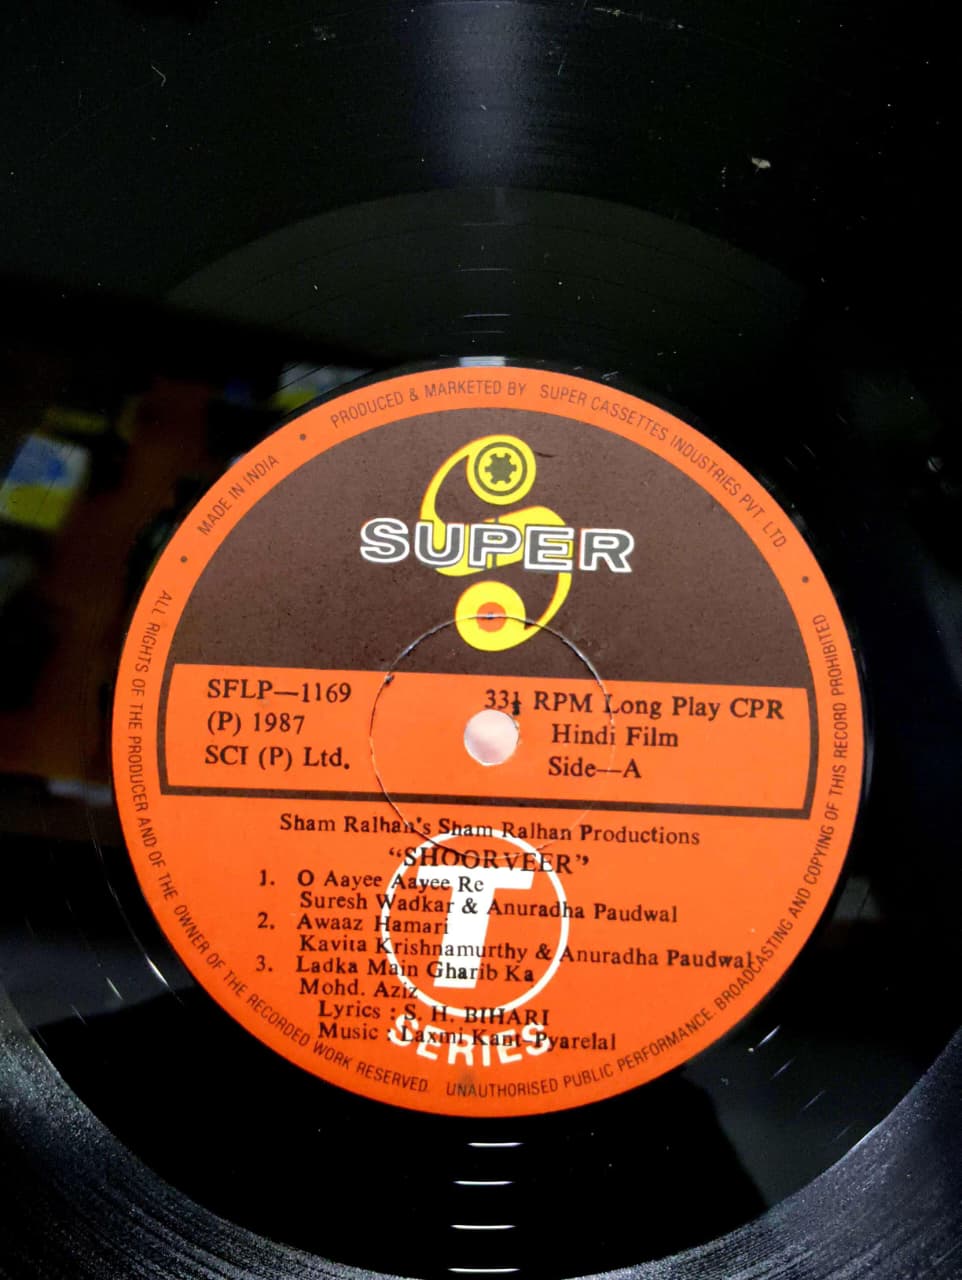 MADE IN INDIA • PRODUCED & MARKETED BY SUPER CASSETTES INDUSTRIES PVT. LTD. •
SUPER
SFLP—1169
(P) 1987
SCI (P) Ltd.
33⅓ RPM Long Play CPR
Hindi Film
Side—A
Sham Ralhan's Sham Ralhan Productions
"SHOORVEER"
1. O Aayee Aayee Re
Suresh Wadkar & Anuradha Paudwal
2. Awaaz Hamari
Kavita Krishnamurthy & Anuradha Paudwal
3. Ladka Main Gharib Ka
Mohd. Aziz
Lyrics : S. H. BIHARI
Music : Laxmi Kant-Pyarelal
T
SERIES
ALL RIGHTS OF THE PRODUCER AND OF THE OWNER OF THE RECORDED WORK RESERVED. UNAUTHORISED PUBLIC PERFORMANCE. BROADCASTING AND COPYING OF THIS RECORD PROHIBITED